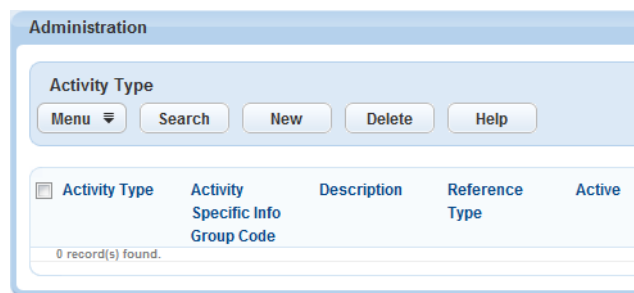 Administration
Activity Type
Menu Search New Delete Help
Activity Type Activity Description Reference Active
Specific Info Type
Group Code
0 record(s) found.